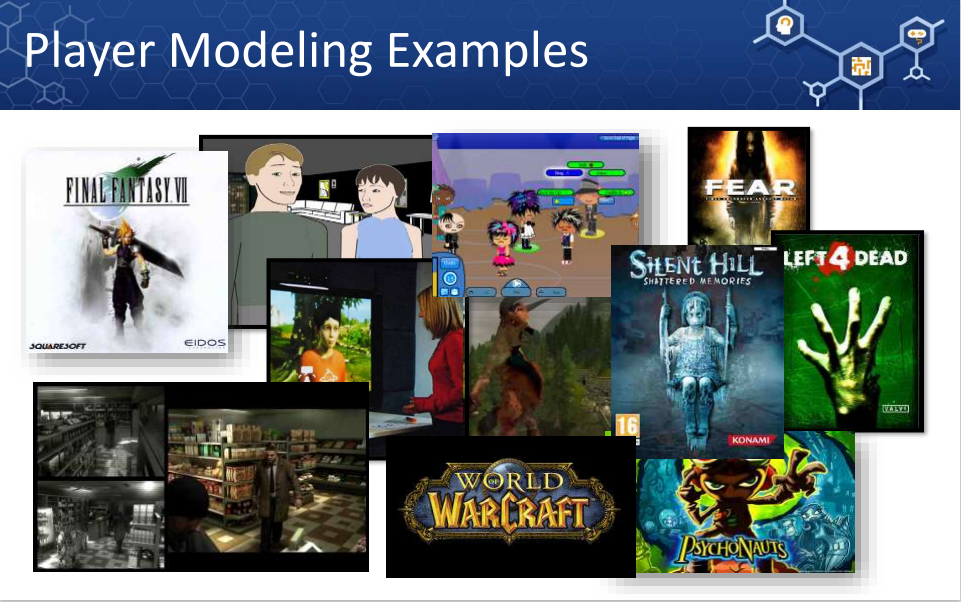 Player Modeling Examples
FINAL FANTASY VII
SQUARESOFT
EIDOS
FEAR
SILENT HILL
SHATTERED MEMORIES
16
KONAMI
LEFT 4 DEAD
VALVE
WORLD
OF
WARCRAFT
PSYCHONAUTS